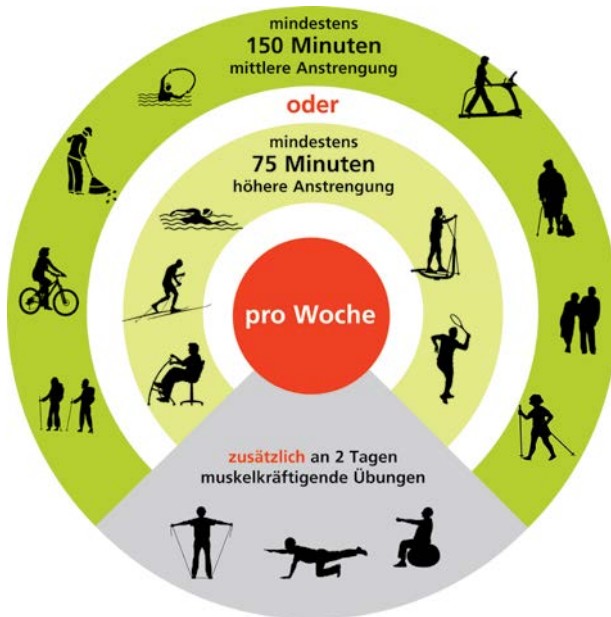 mindestens
150 Minuten
mittlere Anstrengung
oder
mindestens
75 Minuten
höhere Anstrengung
pro Woche
zusätzlich an 2 Tagen
muskelkräftigende Übungen